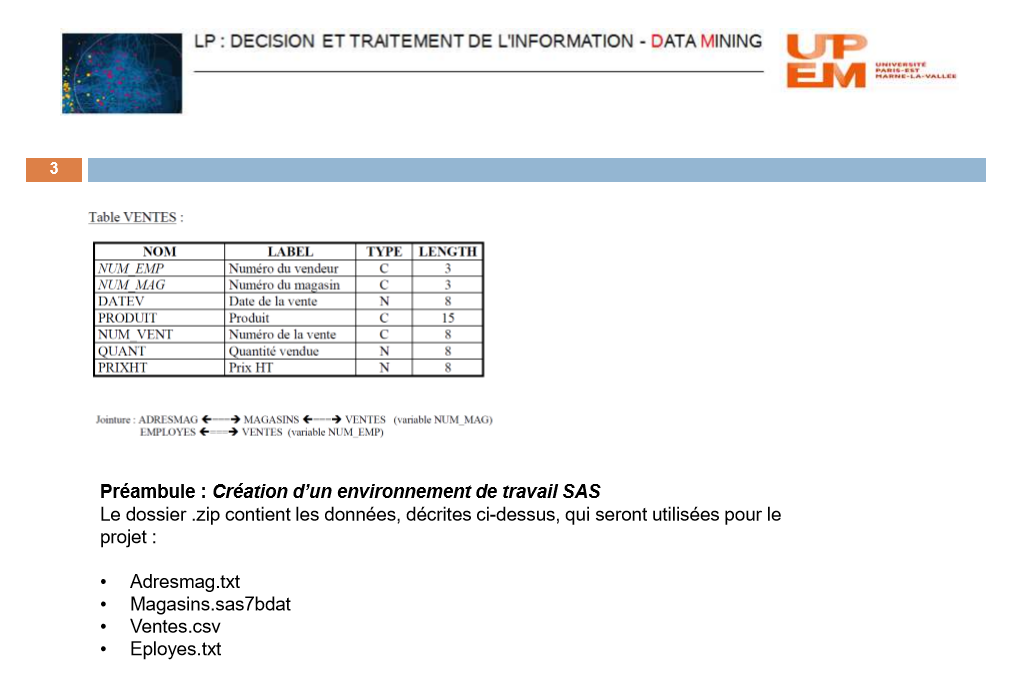 LP : DECISION ET TRAITEMENT DE L'INFORMATION - DATA MINING
UPEM
UNIVERSITÉ
PARIS-EST
MARNE-LA-VALLÉE
3
Table VENTES :
NOM LABEL TYPE LENGTH
NUM_EMP Numéro du vendeur C 3
NUM_MAG Numéro du magasin C 3
DATEV Date de la vente N 8
PRODUIT Produit C 15
NUM_VENT Numéro de la vente C 8
QUANT Quantité vendue N 8
PRIXHT Prix HT N 8
Jointure : ADRESMAG 🡨---🡪 MAGASINS 🡨---🡪 VENTES (variable NUM_MAG)
EMPLOYES 🡨---🡪 VENTES (variable NUM_EMP)
Préambule : Création d’un environnement de travail SAS
Le dossier .zip contient les données, décrites ci-dessus, qui seront utilisées pour le
projet :
• Adresmag.txt
• Magasins.sas7bdat
• Ventes.csv
• Eployes.txt